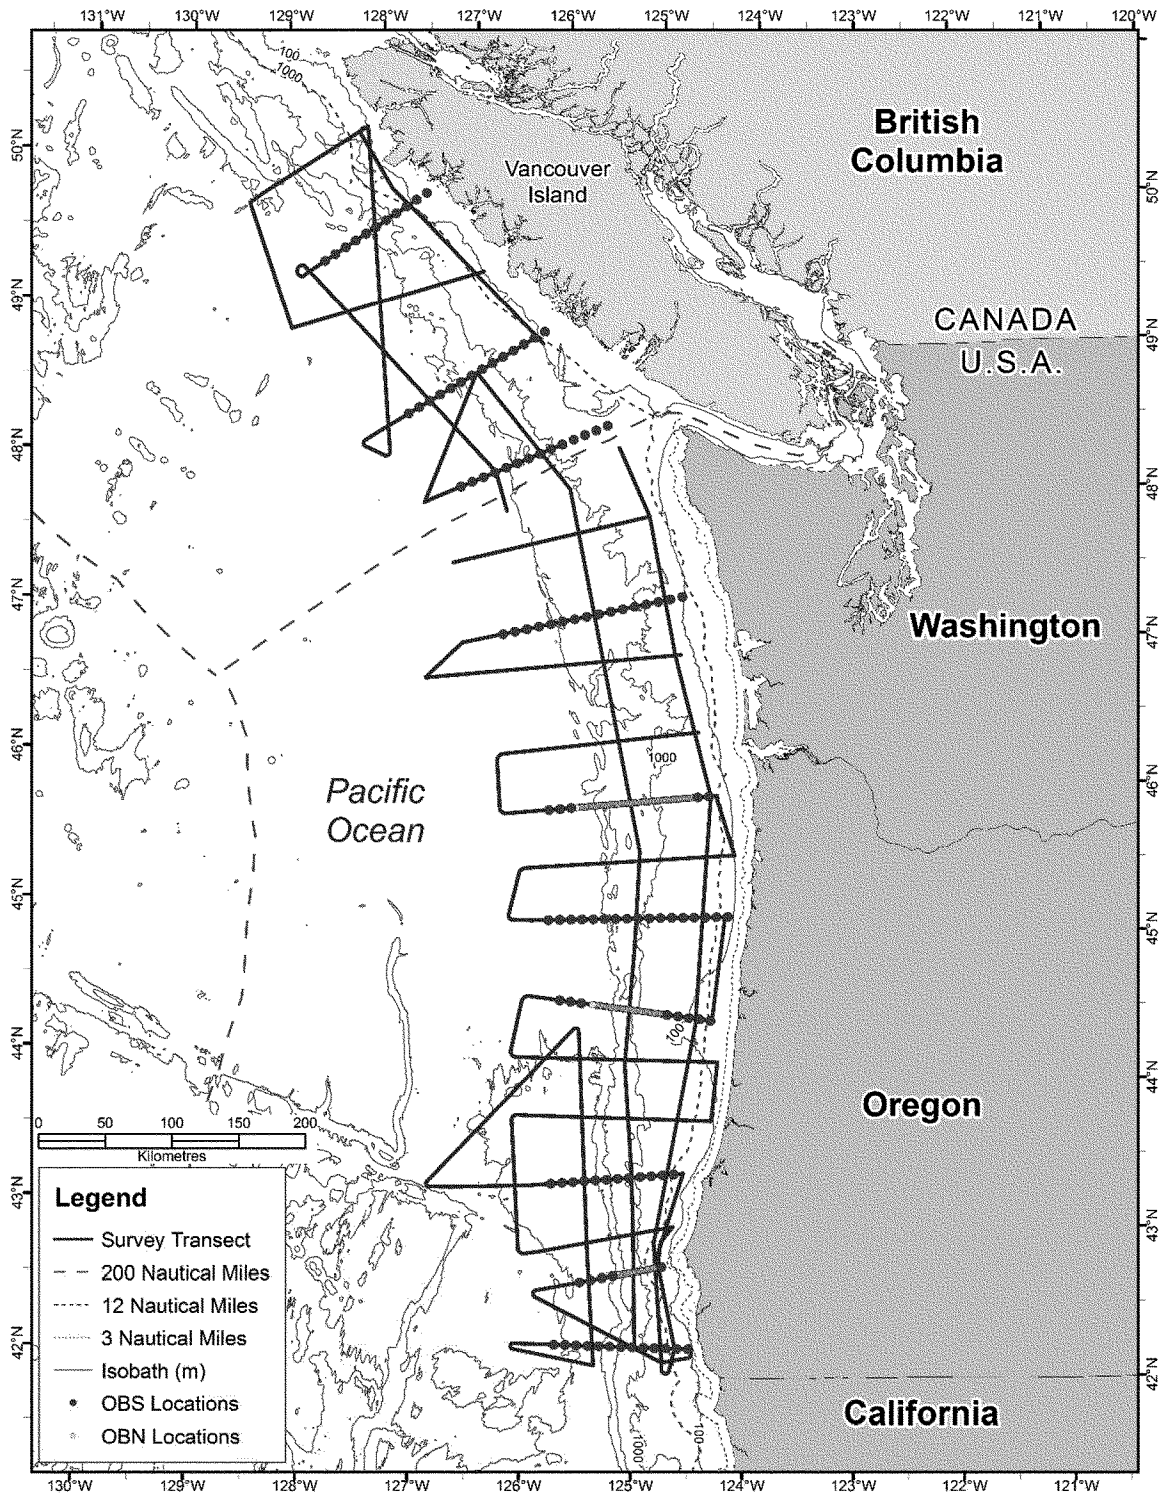 131°W 130°W 129°W 128°W 127°W 126°W 125°W 124°W 123°W 122°W 121°W 120°W
100
1000
British
Columbia
Vancouver
Island
50°N
50°N
49°N
CANADA
49°N
U.S.A.
48°N
48°N
47°N
Washington
47°N
46°N
1000
46°N
Pacific
Ocean
45°N
45°N
44°N
100
44°N
Oregon
0 50 100 150 200
Kilometres
43°N
43°N
Legend
Survey Transect
200 Nautical Miles
12 Nautical Miles
3 Nautical Miles
Isobath (m)
OBS Locations
OBN Locations
42°N
42°N
California
1000
100
130°W 129°W 128°W 127°W 126°W 125°W 124°W 123°W 122°W 121°W